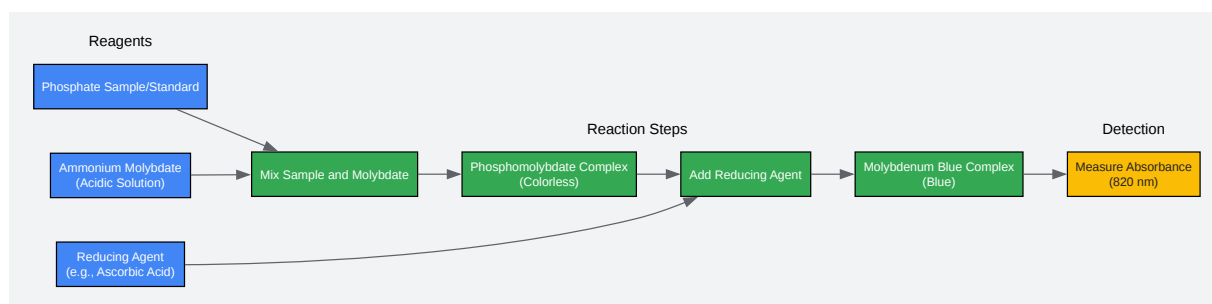 Reagents
Phosphate Sample/Standard
Ammonium Molybdate
(Acidic Solution)
Reducing Agent
(e.g., Ascorbic Acid)
Reaction Steps
Mix Sample and Molybdate
Phosphomolybdate Complex
(Colorless)
Add Reducing Agent
Molybdenum Blue Complex
(Blue)
Detection
Measure Absorbance
(820 nm)